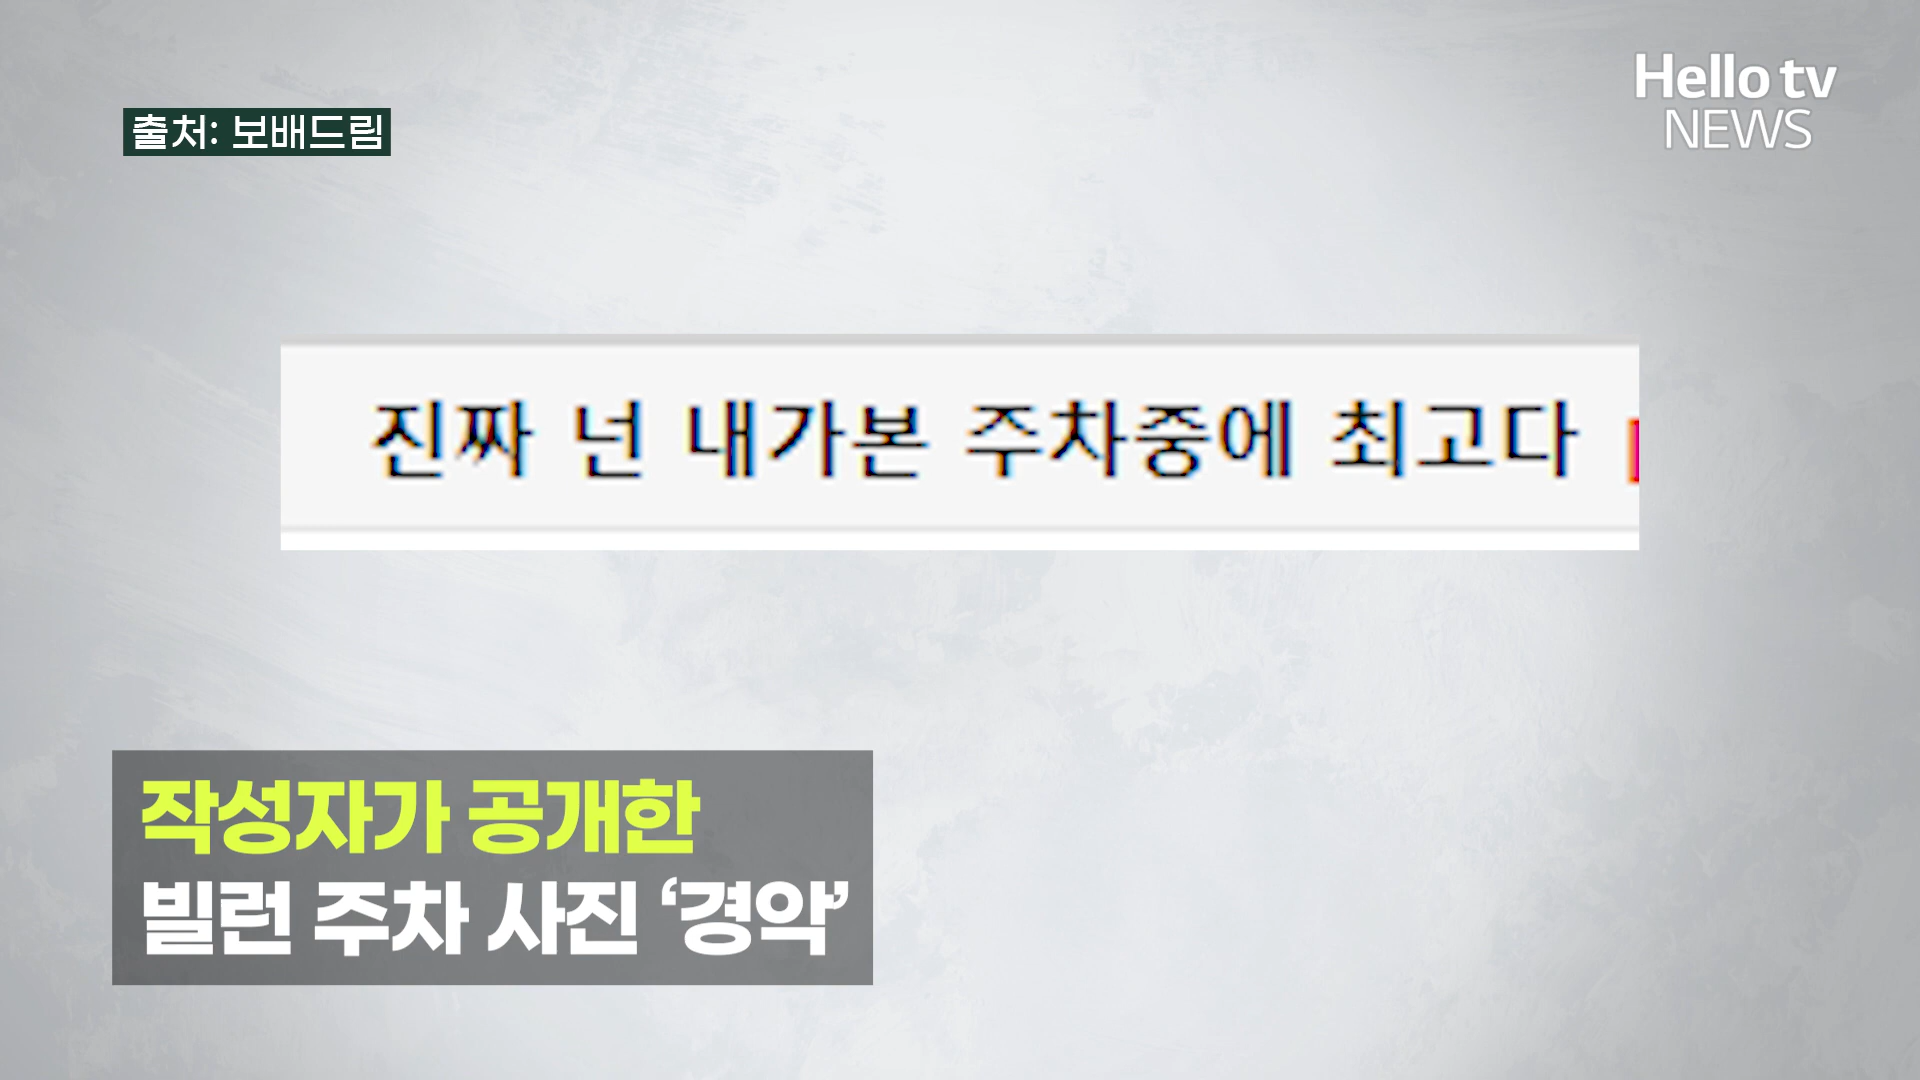 출처: 보배드림
Hello tv
NEWS
진짜 넌 내가본 주차중에 최고다
작성자가 공개한
빌런 주차 사진 ‘경악’